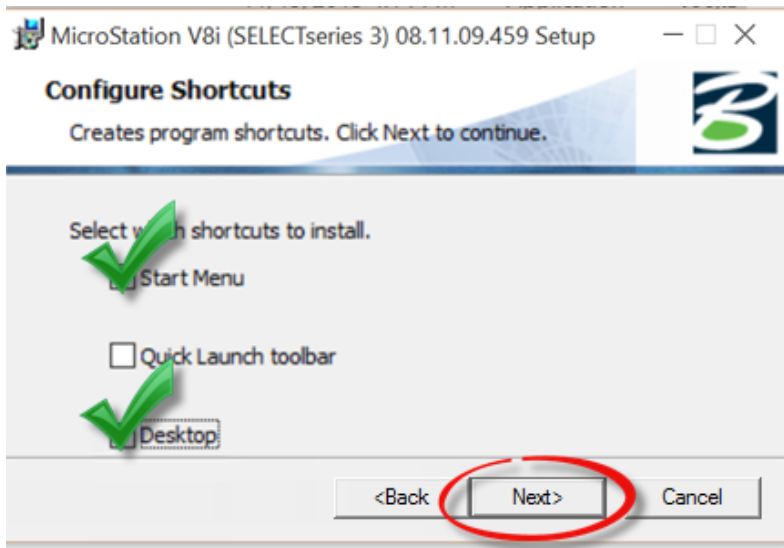 MicroStation V8i (SELECTseries 3) 08.11.09.459 Setup
Configure Shortcuts
Creates program shortcuts. Click Next to continue.
Select which shortcuts to install.
Start Menu
Quick Launch toolbar
Desktop
<Back Next> Cancel